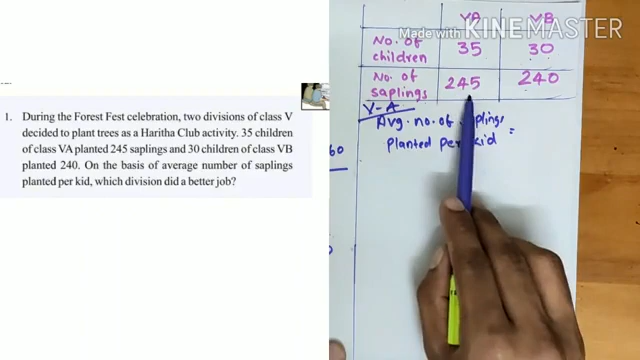 Made with KINEMASTER
1. During the Forest Fest celebration, two divisions of class V
decided to plant trees as a Haritha Club activity. 35 children
of class VA planted 245 saplings and 30 children of class VB
planted 240. On the basis of average number of saplings
planted per kid, which division did a better job?
VA VB
No. of children 35 30
No. of saplings 245 240
V-A
Avg. no. of saplings
planted per kid =